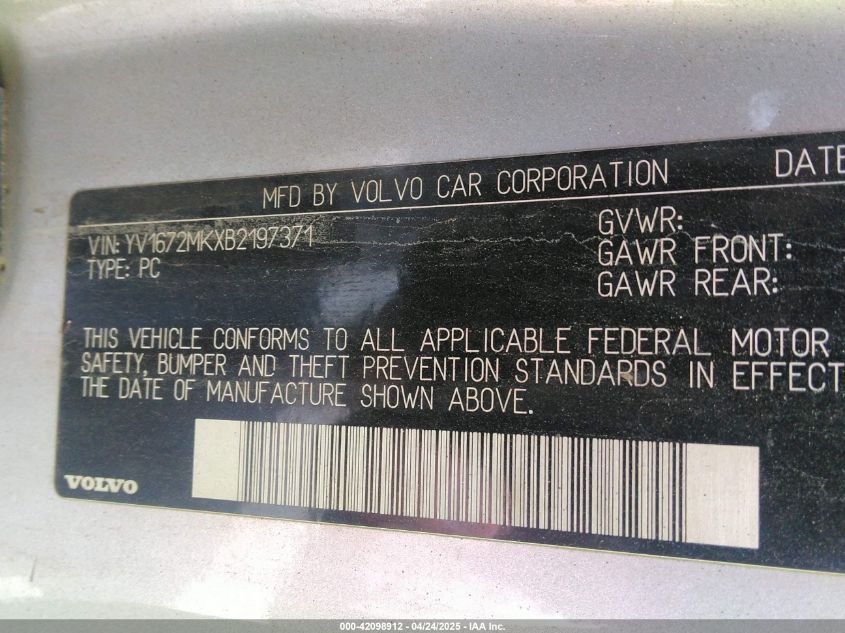 MFD BY VOLVO CAR CORPORATION DATE
VIN: YV1672MKXB2197371
TYPE: PC
GVWR:
GAWR FRONT:
GAWR REAR:
THIS VEHICLE CONFORMS TO ALL APPLICABLE FEDERAL MOTOR
SAFETY, BUMPER AND THEFT PREVENTION STANDARDS IN EFFECT
THE DATE OF MANUFACTURE SHOWN ABOVE.
VOLVO
000-42098912 / 04/24/2025 - IAA Inc.